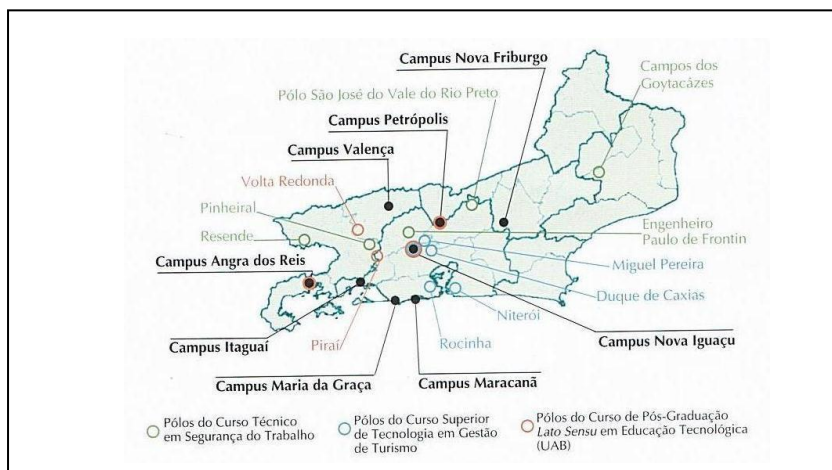 Campus Nova Friburgo
Campos dos
Goytacâzes
Pólo São José do Vale do Rio Preto
Campus Petrópolis
Campus Valença
Volta Redonda
Pinheiral
Resende
Engenheiro
Paulo de Frontin
Campus Angra dos Reis
Miguel Pereira
Duque de Caxias
Niterói
Campus Itaguaí
Piraí
Rocinha
Campus Nova Iguaçu
Campus Maria da Graça
Campus Maracanã
Pólos do Curso Técnico
em Segurança do Trabalho
Pólos do Curso Superior
de Tecnologia em Gestão
de Turismo
Pólos do Curso de Pós-Graduação
Lato Sensu em Educação Tecnológica
(UAB)